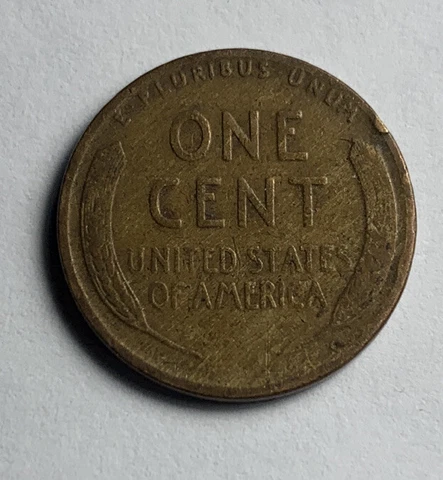 E PLURIBUS UNUM
ONE
CENT
UNITED STATES
OF AMERICA